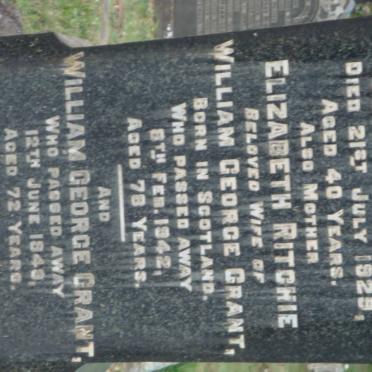 DIED 21ST JULY 1929,
AGED 40 YEARS.
ALSO MOTHER
ELIZABETH RITCHIE
BELOVED WIFE OF
WILLIAM GEORGE GRANT,
BORN IN SCOTLAND.
WHO PASSED AWAY
8TH FEB. 1942.
AGED 78 YEARS.
AND
WILLIAM GEORGE GRANT,
WHO PASSED AWAY
12TH JUNE 1943,
AGED 72 YEARS.